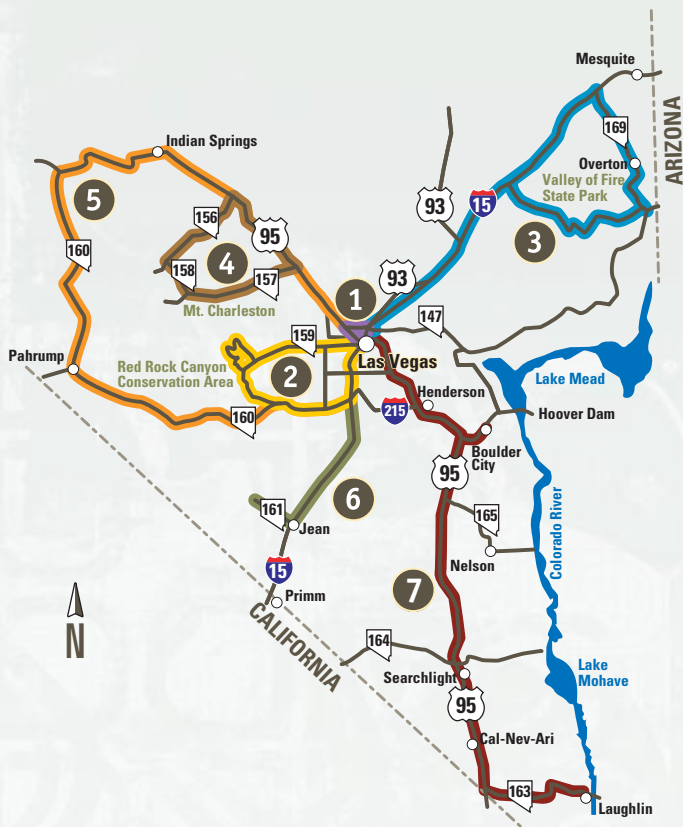 Mesquite
ARIZONA
169
Indian Springs
Overton
Valley of Fire
State Park
5
93
15
156
95
3
160
4
158
157
93
1
Mt. Charleston
147
159
Pahrump
Las Vegas
Red Rock Canyon
Conservation Area
2
Lake Mead
Henderson
160
215
Hoover Dam
Boulder
City
95
6
161
165
Jean
Colorado River
Nelson
15
7
Primm
N
CALIFORNIA
164
Searchlight
Lake
Mohave
95
Cal-Nev-Ari
163
Laughlin